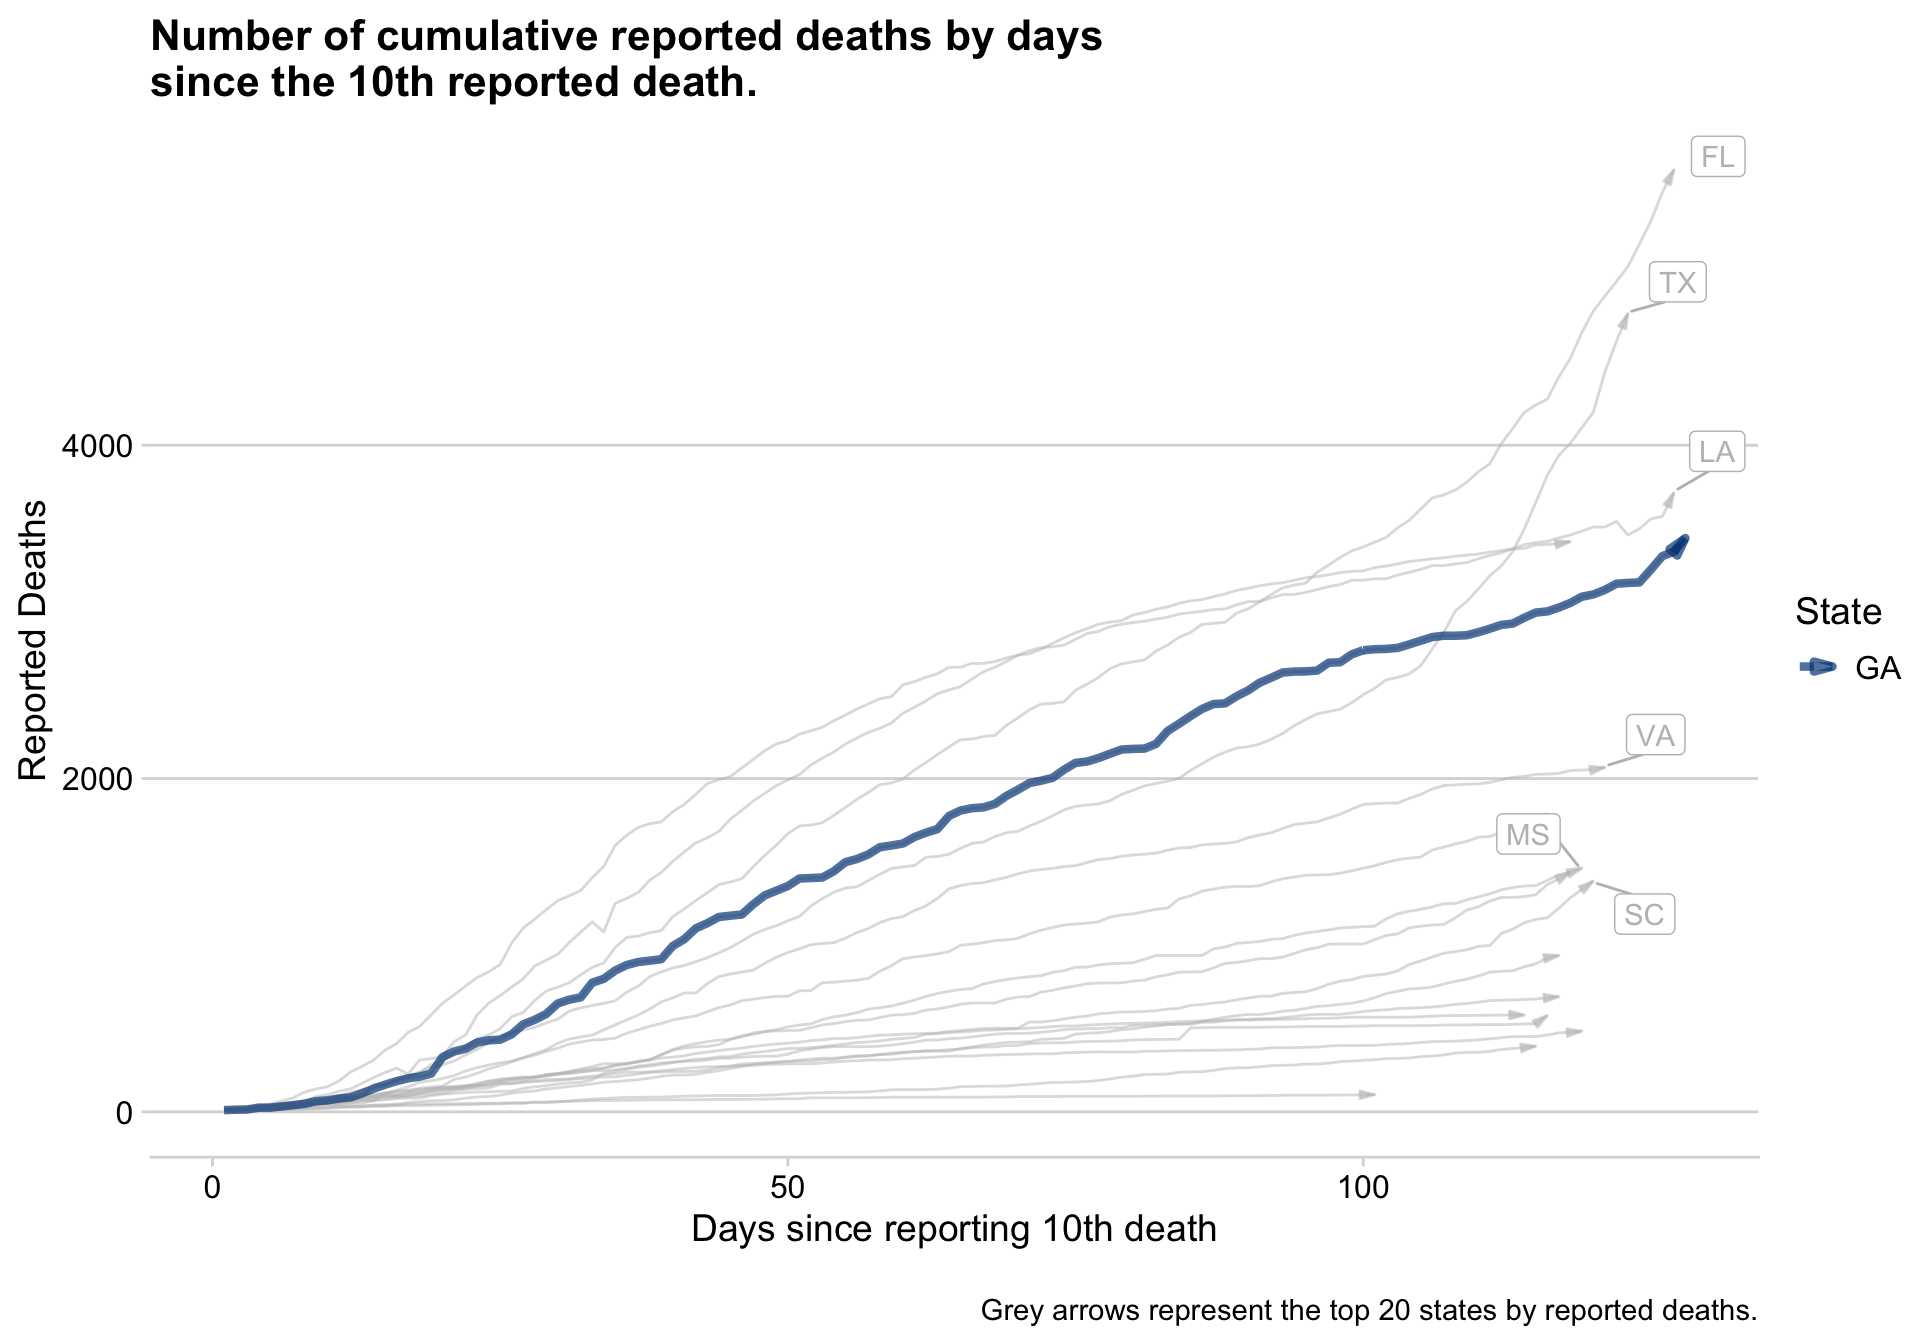 Number of cumulative reported deaths by days
since the 10th reported death.
FL
TX
4000
LA
Reported Deaths
State
GA
VA
2000
MS
SC
0
0 50 100
Days since reporting 10th death
Grey arrows represent the top 20 states by reported deaths.